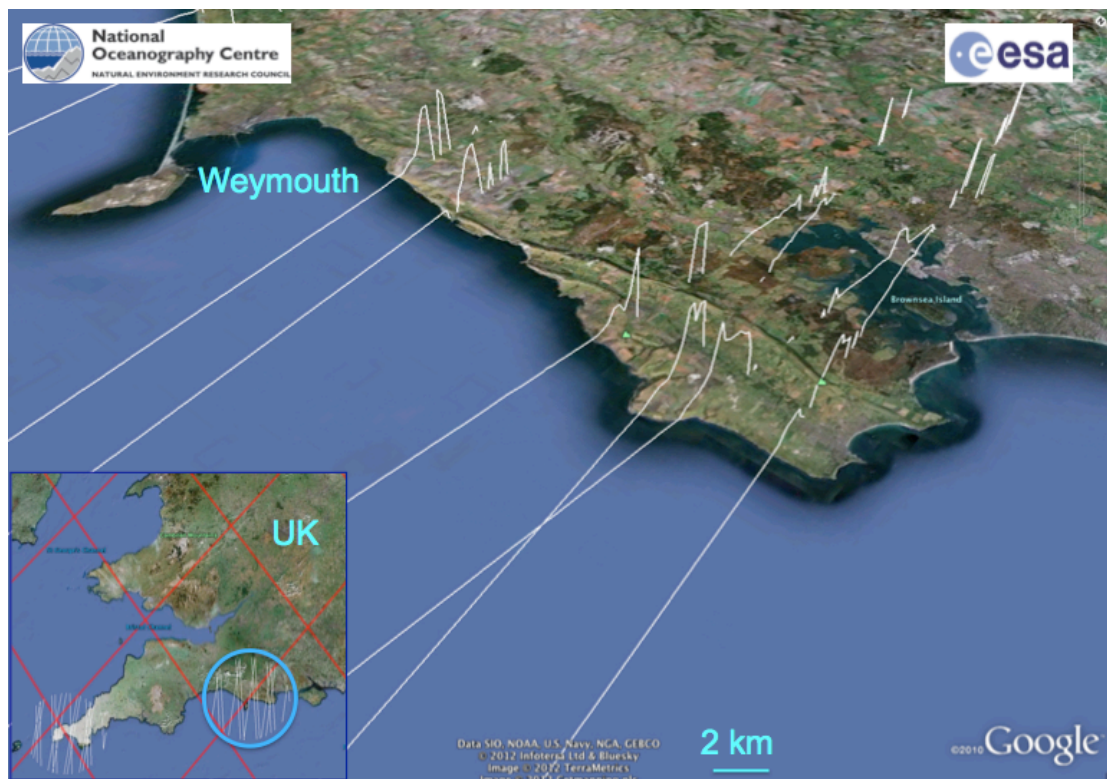 National
Oceanography Centre
NATURAL ENVIRONMENT RESEARCH COUNCIL
esa
Weymouth
Brownsea Island
UK
2 km
Data SIO, NOAA, U.S. Navy, NGA, GEBCO
© 2012 Infoterra Ltd & Bluesky
Image © 2012 TerraMetrics
©2010 Google